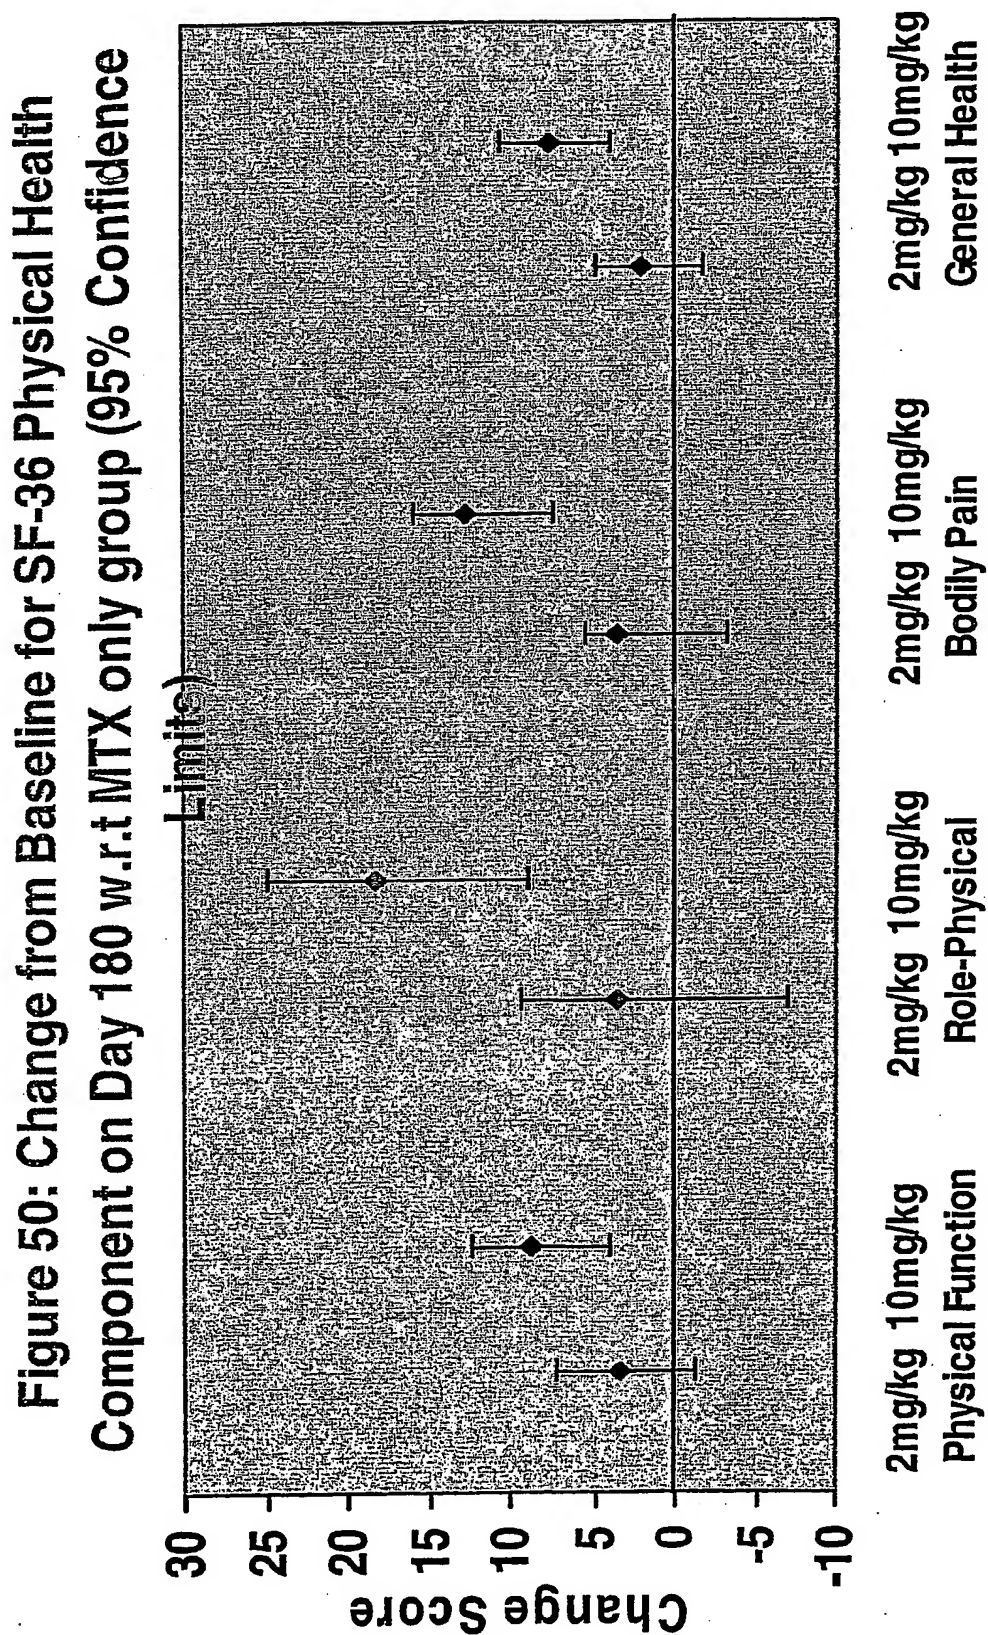 Figure 50: Change from Baseline for SF-36 Physical Health
Component on Day 180 w.r.t MTX only group (95% Confidence
Limits)
Change Score
30
25
20
15
10
5
0
-5
-10
2mg/kg 10mg/kg 2mg/kg 10mg/kg 2mg/kg 10mg/kg 2mg/kg 10mg/kg
Physical Function Role-Physical Bodily Pain General Health